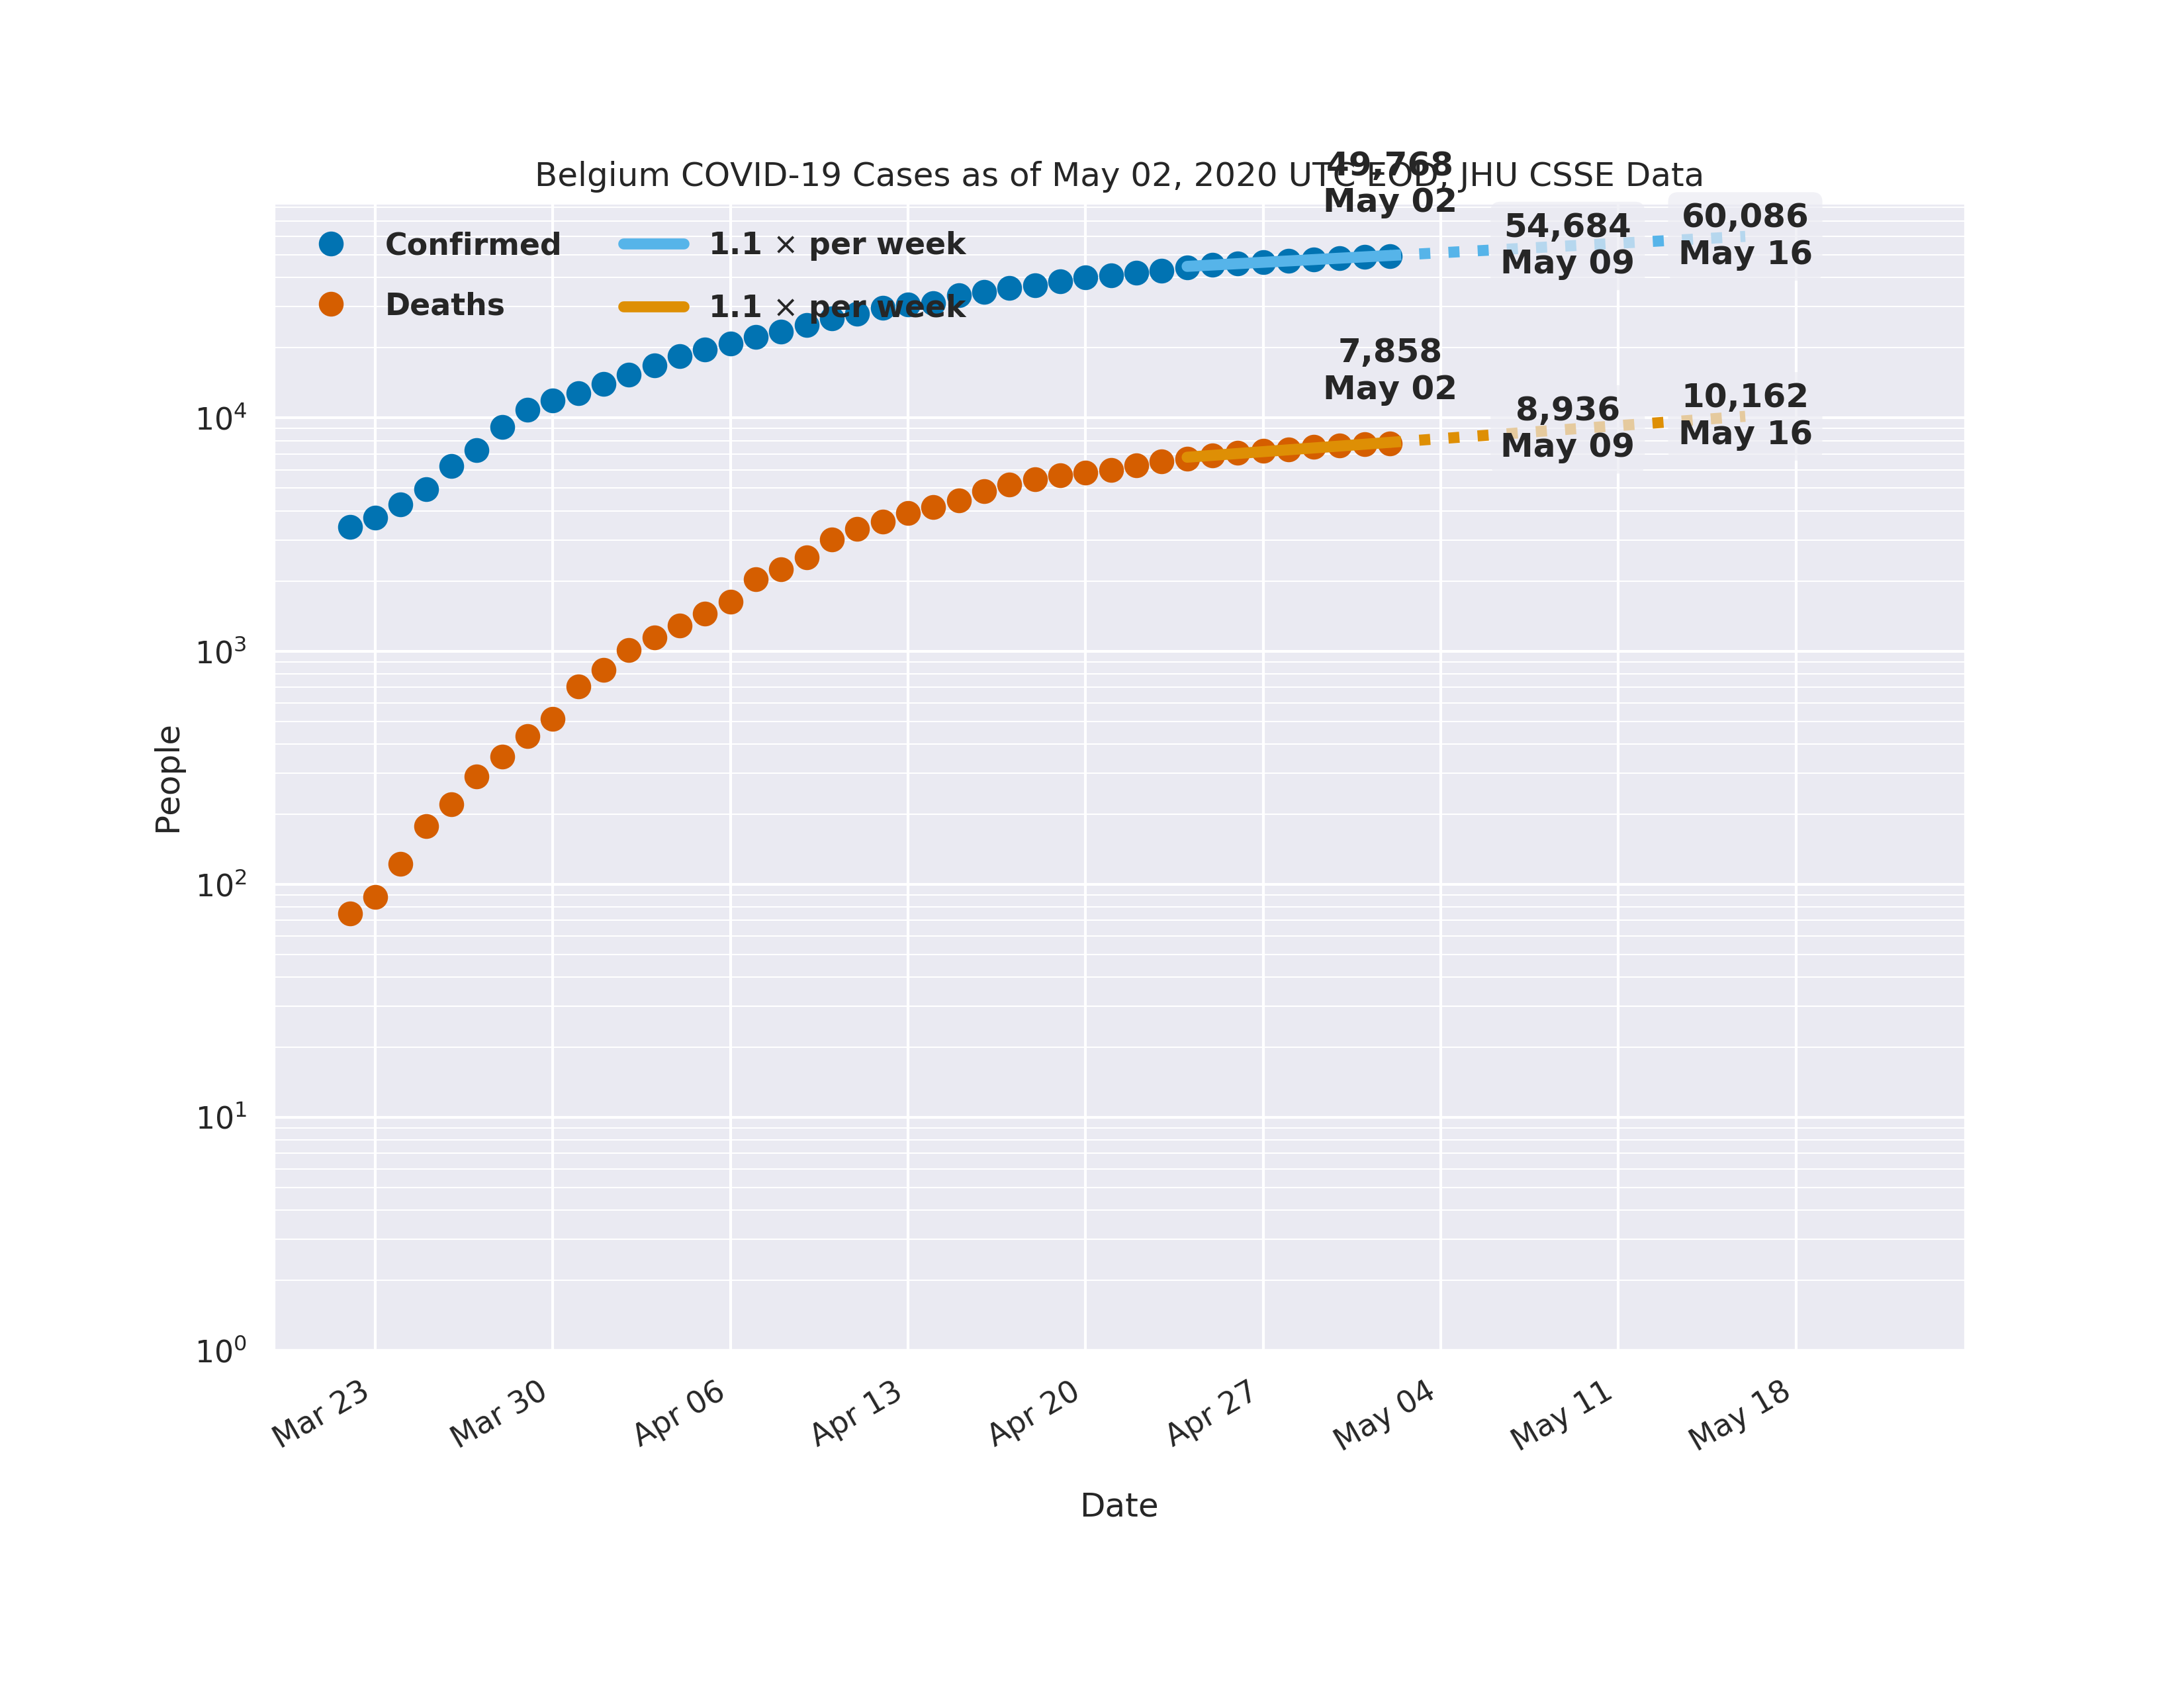 Belgium COVID-19 Cases as of May 02, 2020 UTC EOD, JHU CSSE Data
49,768
May 02
54,684
May 09
60,086
May 16
Confirmed
Deaths
1.1 × per week
1.1 × per week
7,858
May 02
8,936
May 09
10,162
May 16
People
10⁴
10³
10²
10¹
10⁰
Mar 23
Mar 30
Apr 06
Apr 13
Apr 20
Apr 27
May 04
May 11
May 18
Date